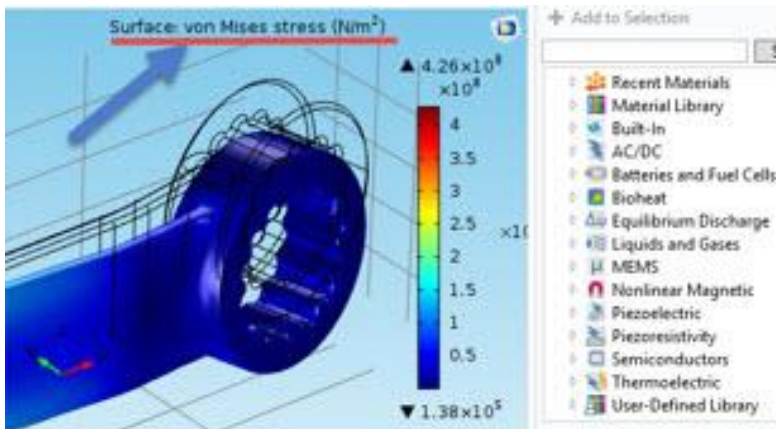 Surface: von Mises stress (N/m²)
▲ 4.26×10⁸
×10⁸
4
3.5
3
2.5
2
1.5
1
0.5
▼ 1.38×10⁵
Add to Selection
Recent Materials
Material Library
Built-In
AC/DC
Batteries and Fuel Cells
Bioheat
Equilibrium Discharge
Liquids and Gases
MEMS
Nonlinear Magnetic
Piezoelectric
Piezoresistivity
Semiconductors
Thermoelectric
User-Defined Library